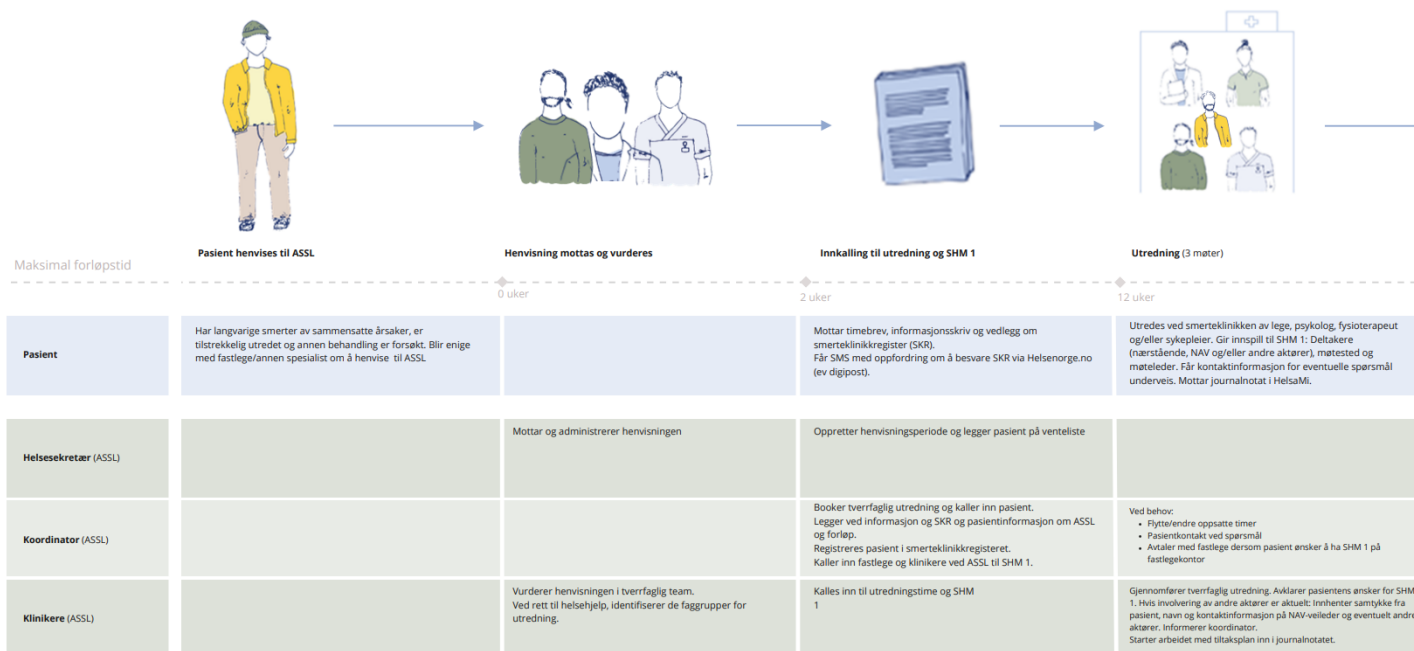 Pasient henvises til ASSL
Henvisning mottas og vurderes
Innkalling til utredning og SHM 1
Utredning (3 møter)
Maksimal forløpstid
0 uker
2 uker
12 uker
Pasient
Har langvarige smerter av sammensatte årsaker, er
tilstrekkelig utredet og annen behandling er forsøkt. Blir enige
med fastlege/annen spesialist om å henvise til ASSL
Mottar timebrev, informasjonsskriv og vedlegg om
smerteklinikkregister (SKR).
Får SMS med oppfordring om å besvare SKR via Helsenorge.no
(ev digipost).
Utredes ved smerteklinikken av lege, psykolog, fysioterapeut
og/eller sykepleier. Gir innspill til SHM 1: Deltakere
(nærstående, NAV og/eller andre aktører), møtested og
møteleder. Får kontaktinformasjon for eventuelle spørsmål
underveis. Mottar journalnotat i HelsaMi.
Helsesekretær (ASSL)
Mottar og administrerer henvisningen
Oppretter henvisningsperiode og legger pasient på venteliste
Koordinator (ASSL)
Booker tverrfaglig utredning og kaller inn pasient.
Legger ved informasjon og SKR og pasientinformasjon om ASSL
og forløp.
Registreres pasient i smerteklinikkregisteret.
Kaller inn fastlege og klinikere ved ASSL til SHM 1.
Ved behov:
• Flytte/endre oppsatte timer
• Pasientkontakt ved spørsmål
• Avtaler med fastlege dersom pasient ønsker å ha SHM 1 på
fastlegekontor
Klinikere (ASSL)
Vurderer henvisningen i tverrfaglig team.
Ved rett til helsehjelp, identifiserer de faggrupper for
utredning.
Kalles inn til utredningstime og SHM
1
Gjennomfører tverrfaglig utredning. Avklarer pasientens ønsker for SHM
1. Hvis involvering av andre aktører er aktuelt: Innhenter samtykke fra
pasient, navn og kontaktinformasjon på NAV-veileder og eventuelt andre
aktører. Informerer koordinator.
Starter arbeidet med tiltaksplan inn i journalnotatet.